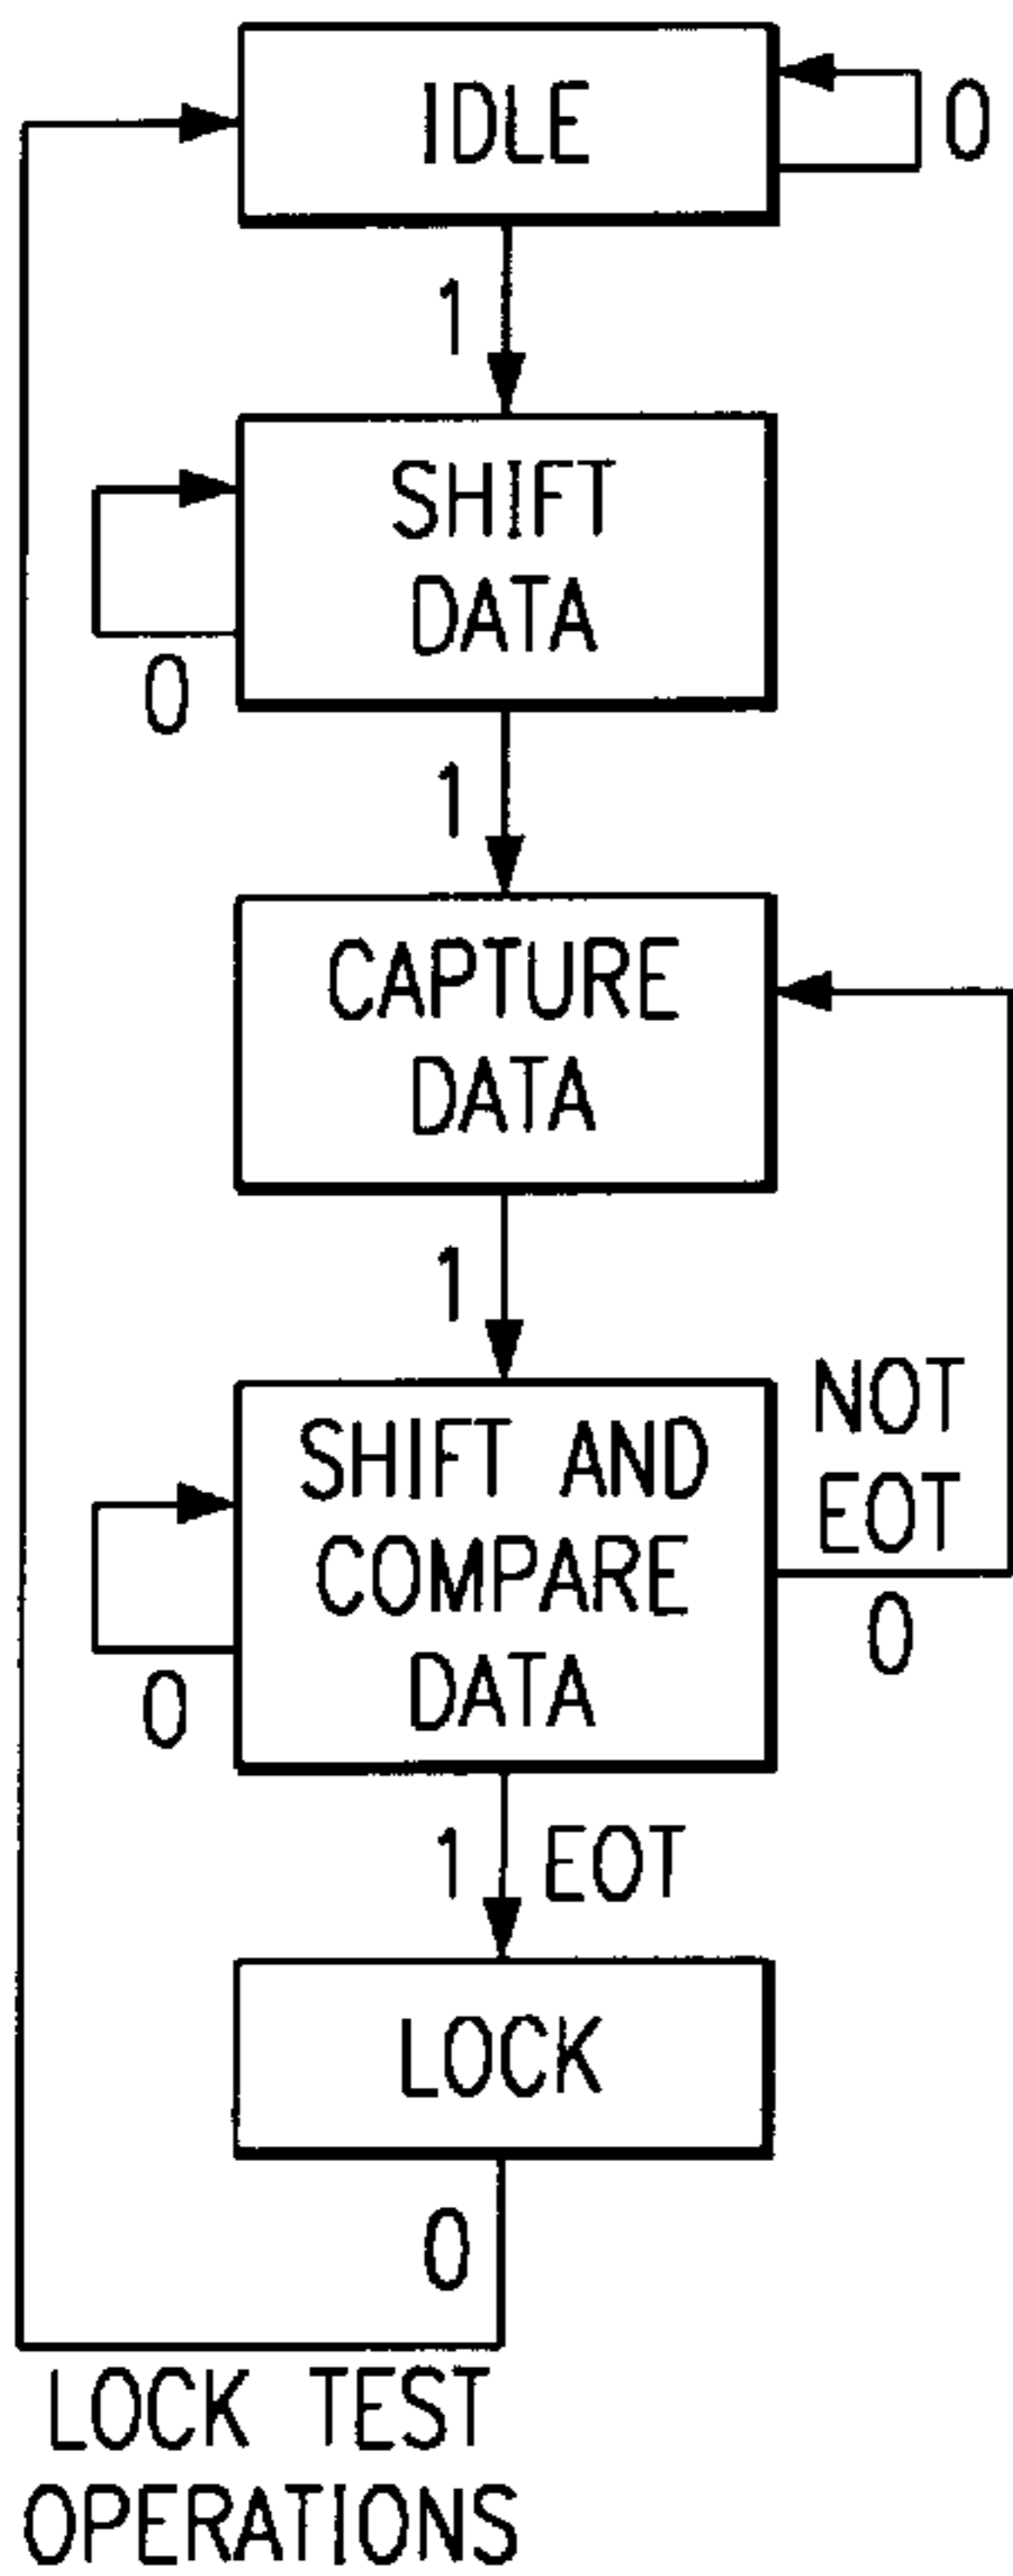 IDLE
0
1
SHIFT
DATA
0
1
CAPTURE
DATA
1
SHIFT AND
COMPARE
DATA
0
NOT
EOT
0
1 EOT
LOCK
0
LOCK TEST
OPERATIONS